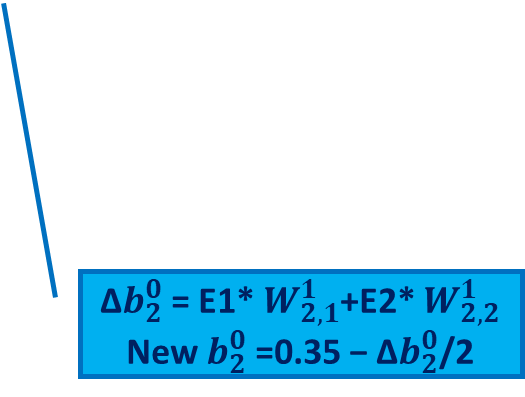 Δb₂⁰ = E1* W¹₂,₁+E2* W¹₂,₂
New b₂⁰ =0.35 – Δb₂⁰/2